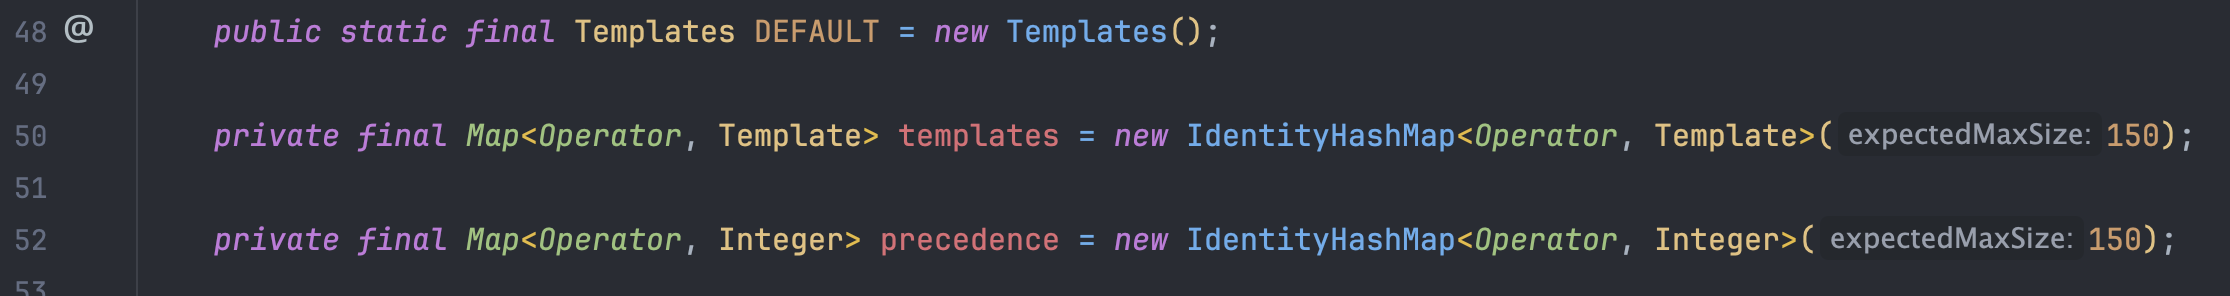 48 @ public static final Templates DEFAULT = new Templates();
49
50 private final Map<Operator, Template> templates = new IdentityHashMap<Operator, Template>( expectedMaxSize: 150);
51
52 private final Map<Operator, Integer> precedence = new IdentityHashMap<Operator, Integer>( expectedMaxSize: 150);
53